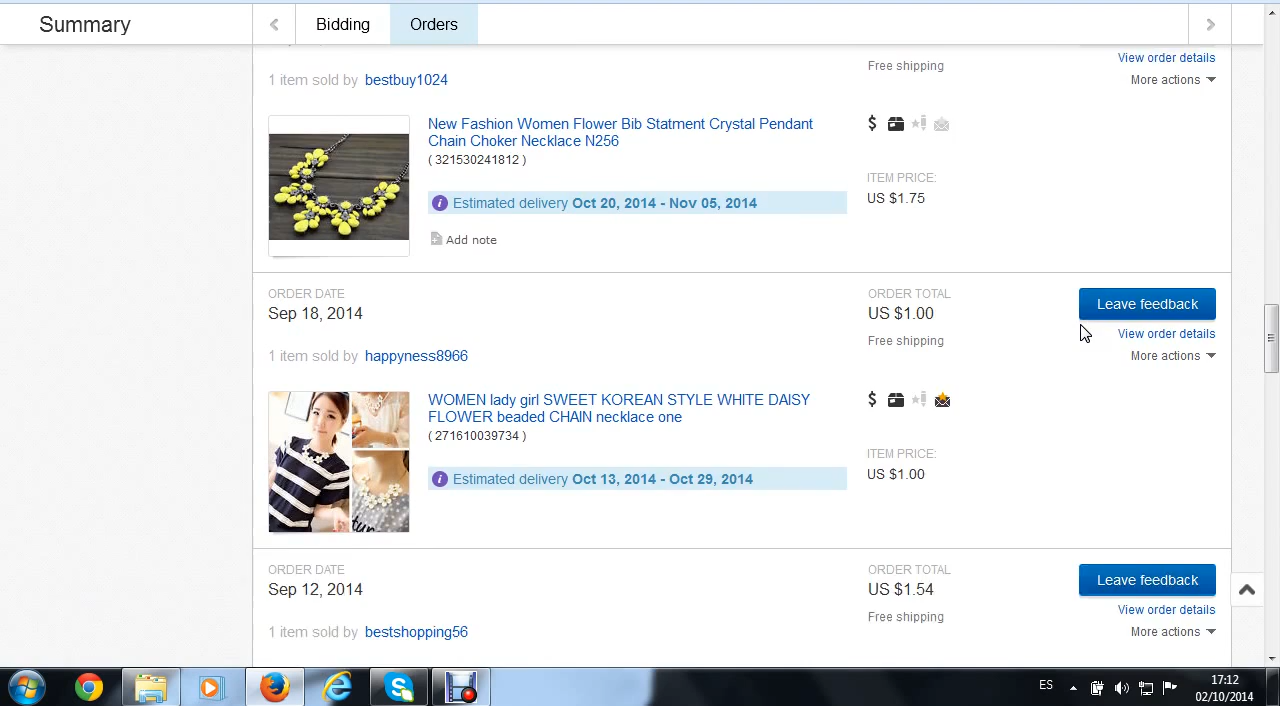 Summary
Bidding
Orders
View order details
Free shipping
1 item sold by bestbuy1024
More actions
New Fashion Women Flower Bib Statment Crystal Pendant
Chain Choker Necklace N256
( 321530241812 )
ITEM PRICE:
US $1.75
Estimated delivery Oct 20, 2014 - Nov 05, 2014
Add note
ORDER DATE
Sep 18, 2014
ORDER TOTAL
US $1.00
Leave feedback
Free shipping
View order details
1 item sold by happyness8966
More actions
WOMEN lady girl SWEET KOREAN STYLE WHITE DAISY
FLOWER beaded CHAIN necklace one
( 271610039734 )
ITEM PRICE:
US $1.00
Estimated delivery Oct 13, 2014 - Oct 29, 2014
ORDER DATE
Sep 12, 2014
ORDER TOTAL
US $1.54
Leave feedback
Free shipping
View order details
1 item sold by bestshopping56
More actions
ES
17:12
02/10/2014